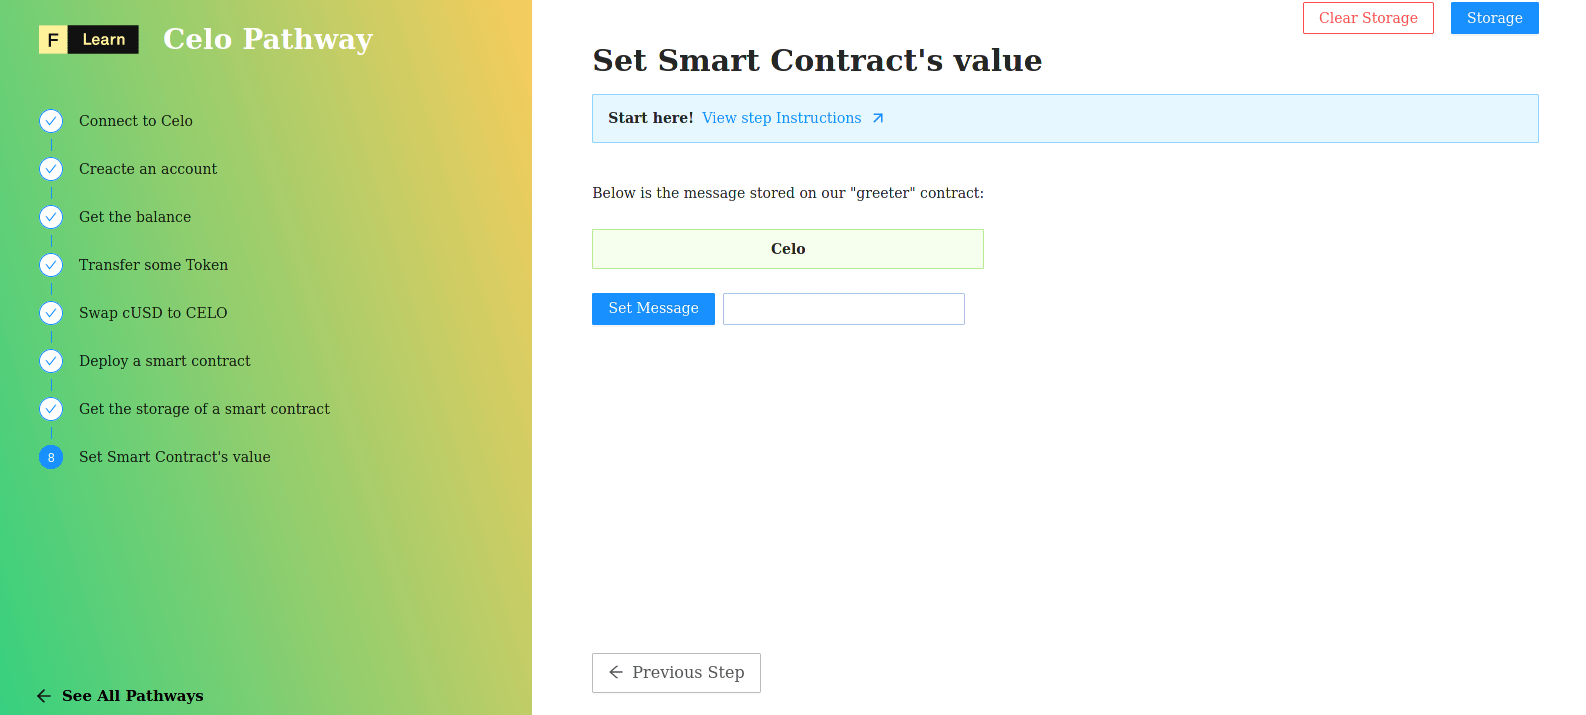 F Learn Celo Pathway
Connect to Celo
Creacte an account
Get the balance
Transfer some Token
Swap cUSD to CELO
Deploy a smart contract
Get the storage of a smart contract
8 Set Smart Contract's value
See All Pathways
Clear Storage Storage
Set Smart Contract's value
Start here! View step Instructions
Below is the message stored on our "greeter" contract:
Celo
Set Message
Previous Step